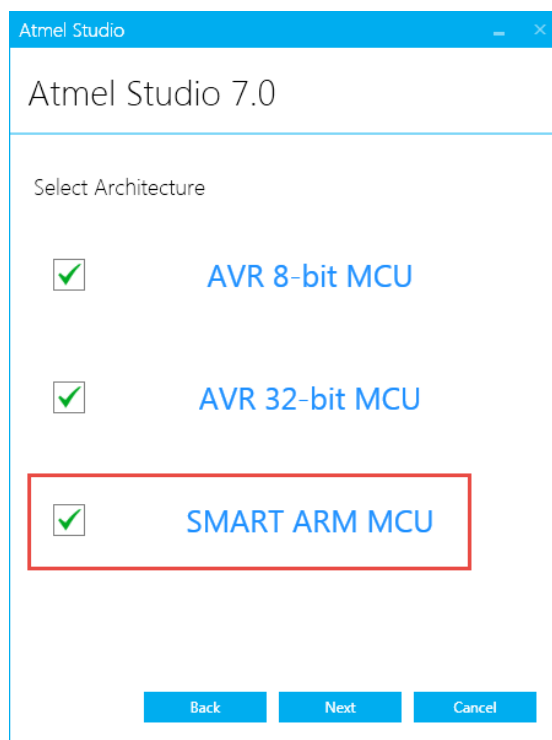 Atmel Studio
Atmel Studio 7.0
Select Architecture
AVR 8-bit MCU
AVR 32-bit MCU
SMART ARM MCU
Back Next Cancel